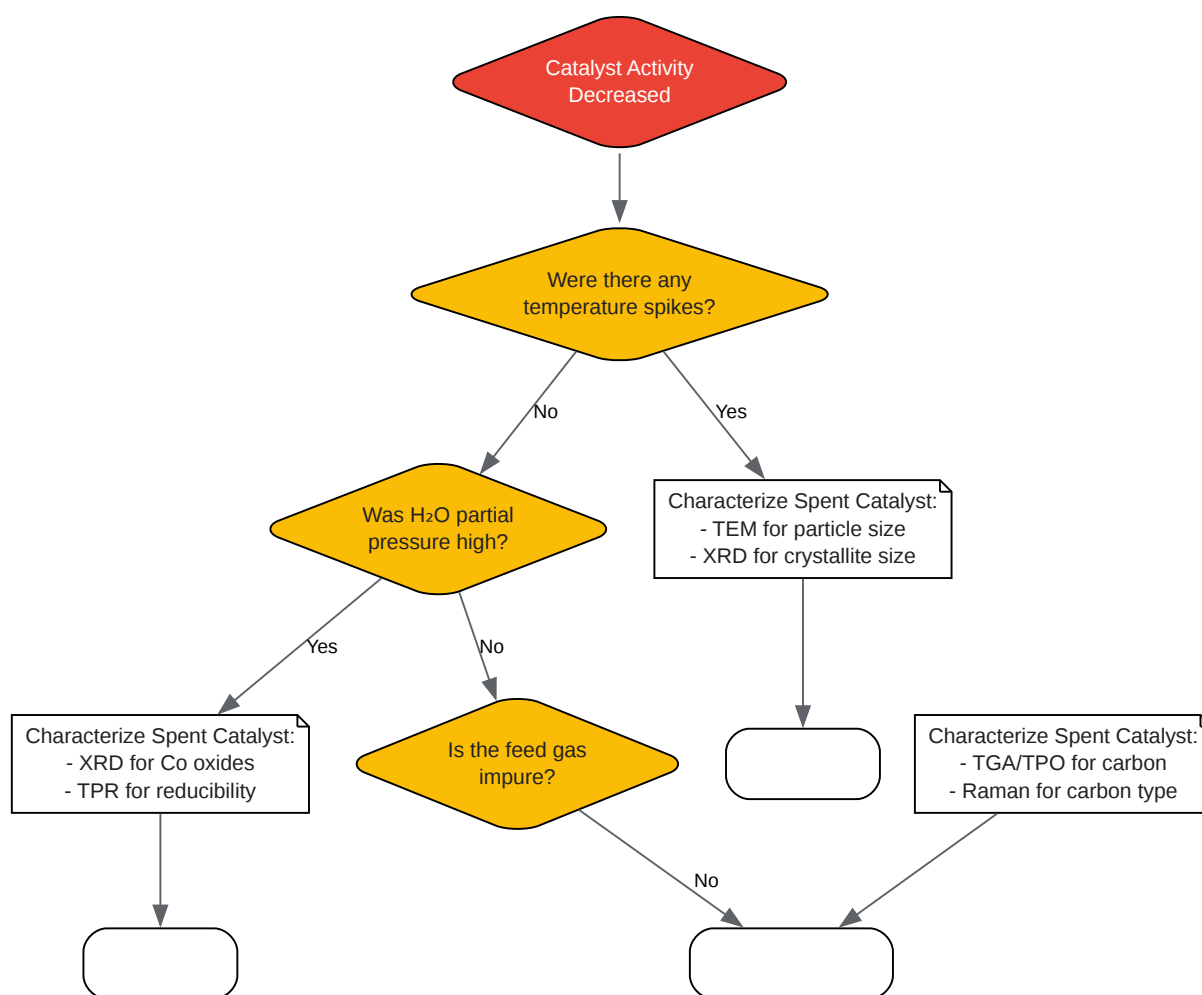 Catalyst Activity
Decreased
Were there any
temperature spikes?
No
Yes
Was H₂O partial
pressure high?
Characterize Spent Catalyst:
- TEM for particle size
- XRD for crystallite size
Yes
No
Characterize Spent Catalyst:
- XRD for Co oxides
- TPR for reducibility
Is the feed gas
impure?
Characterize Spent Catalyst:
- TGA/TPO for carbon
- Raman for carbon type
No